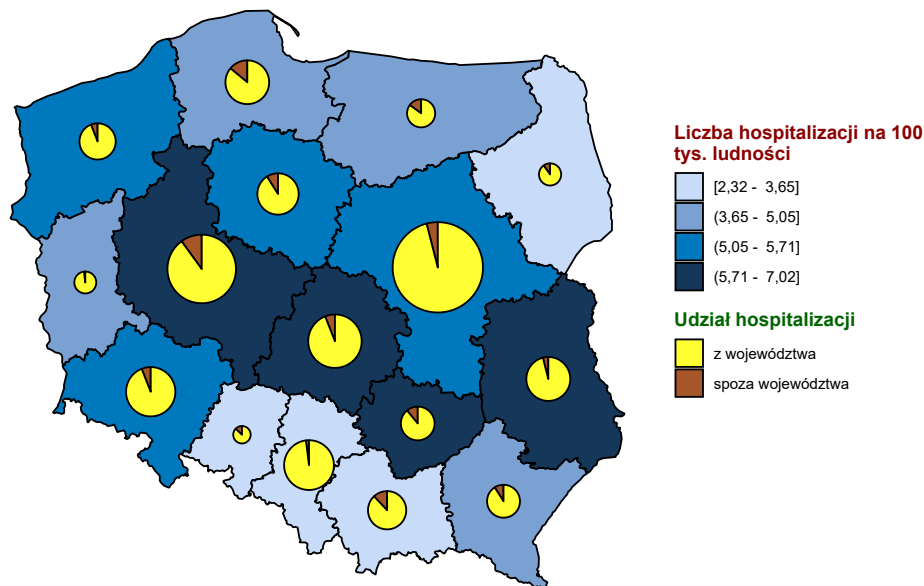 Liczba hospitalizacji na 100
tys. ludności
[2,32 - 3,65]
(3,65 - 5,05]
(5,05 - 5,71]
(5,71 - 7,02]
Udział hospitalizacji
z województwa
spoza województwa